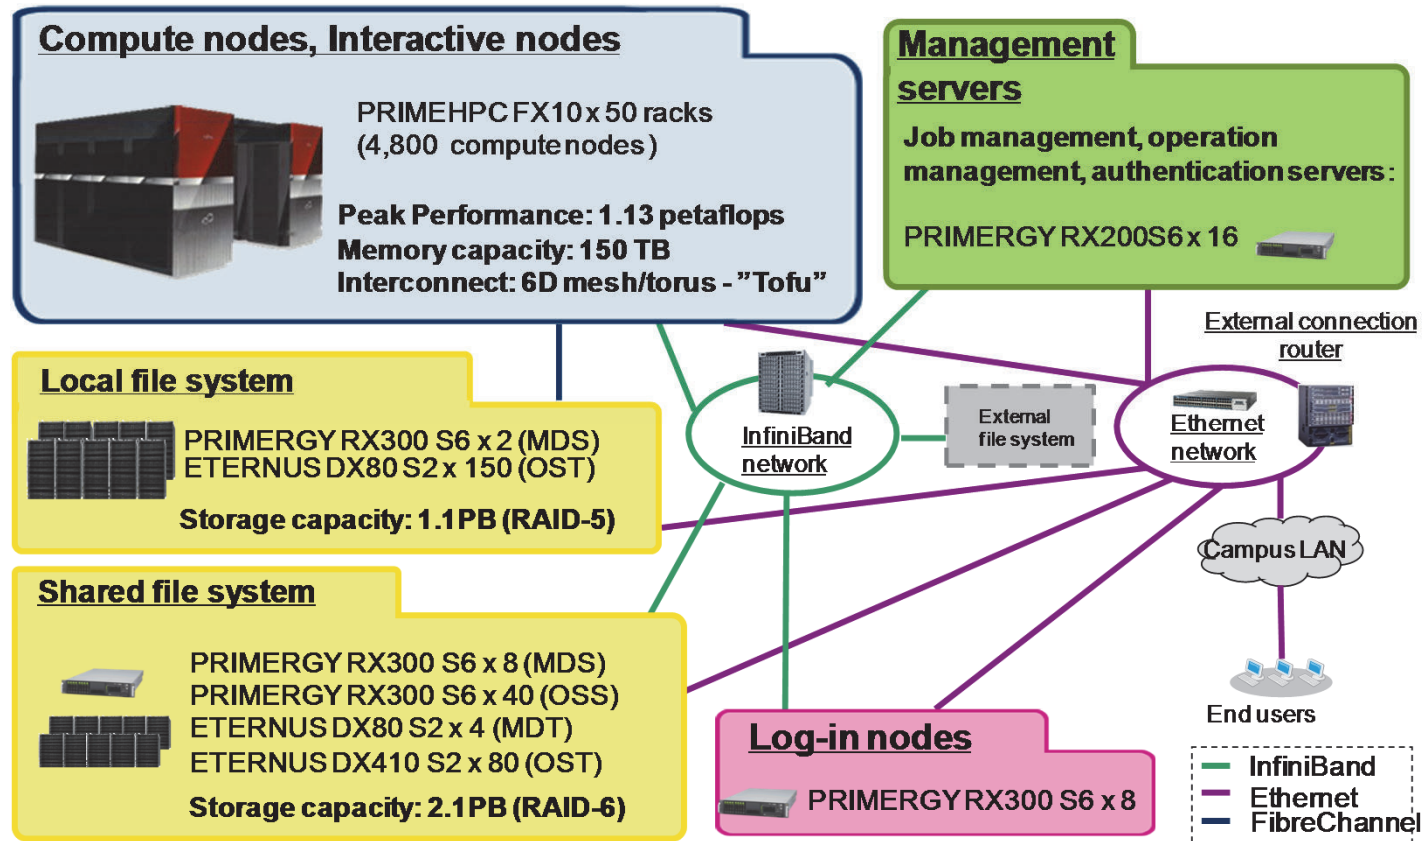 Compute nodes, Interactive nodes
PRIMEHPC FX10 x 50 racks
(4,800 compute nodes)
Peak Performance: 1.13 petaflops
Memory capacity: 150 TB
Interconnect: 6D mesh/torus - ”Tofu”
Management
servers
Job management, operation
management, authentication servers:
PRIMERGY RX200S6 x 16
External connection
router
Local file system
PRIMERGY RX300 S6 x 2 (MDS)
ETERNUS DX80 S2 x 150 (OST)
Storage capacity: 1.1PB (RAID-5)
InfiniBand
network
External
file system
Ethernet
network
Campus LAN
End users
Shared file system
PRIMERGY RX300 S6 x 8 (MDS)
PRIMERGY RX300 S6 x 40 (OSS)
ETERNUS DX80 S2 x 4 (MDT)
ETERNUS DX410 S2 x 80 (OST)
Storage capacity: 2.1PB (RAID-6)
Log-in nodes
PRIMERGY RX300 S6 x 8
InfiniBand
Ethernet
FibreChannel